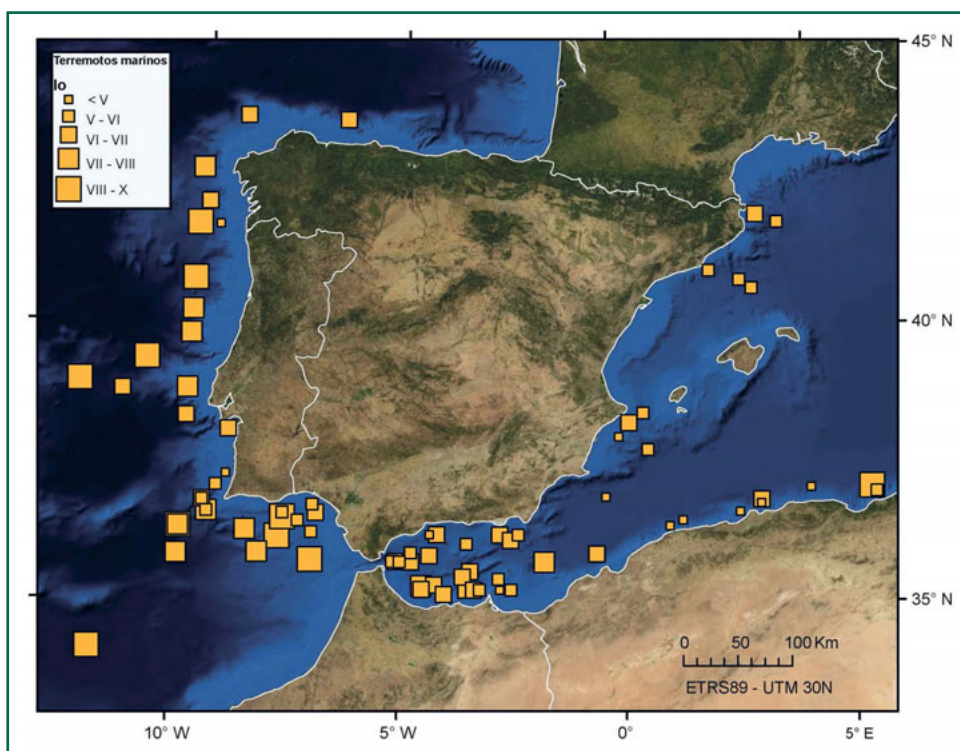 Terremotos marinos
Io
< V
V - VI
VI - VII
VII - VIII
VIII - X
45° N
40° N
35° N
0 50 100 Km
ETRS89 - UTM 30N
10° W
5° W
0°
5° E